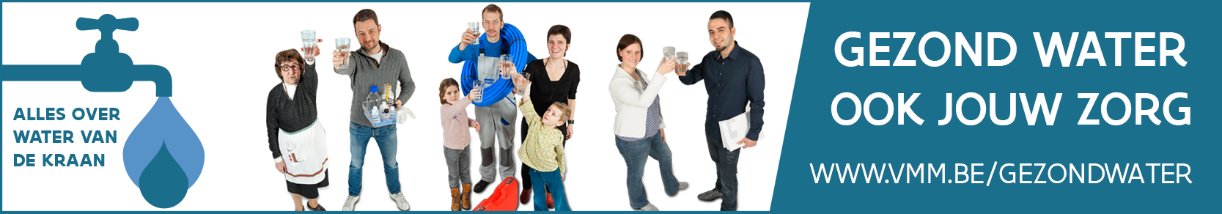 ALLES OVER
WATER VAN
DE KRAAN
GEZOND WATER
OOK JOUW ZORG
WWW.VMM.BE/GEZONDWATER